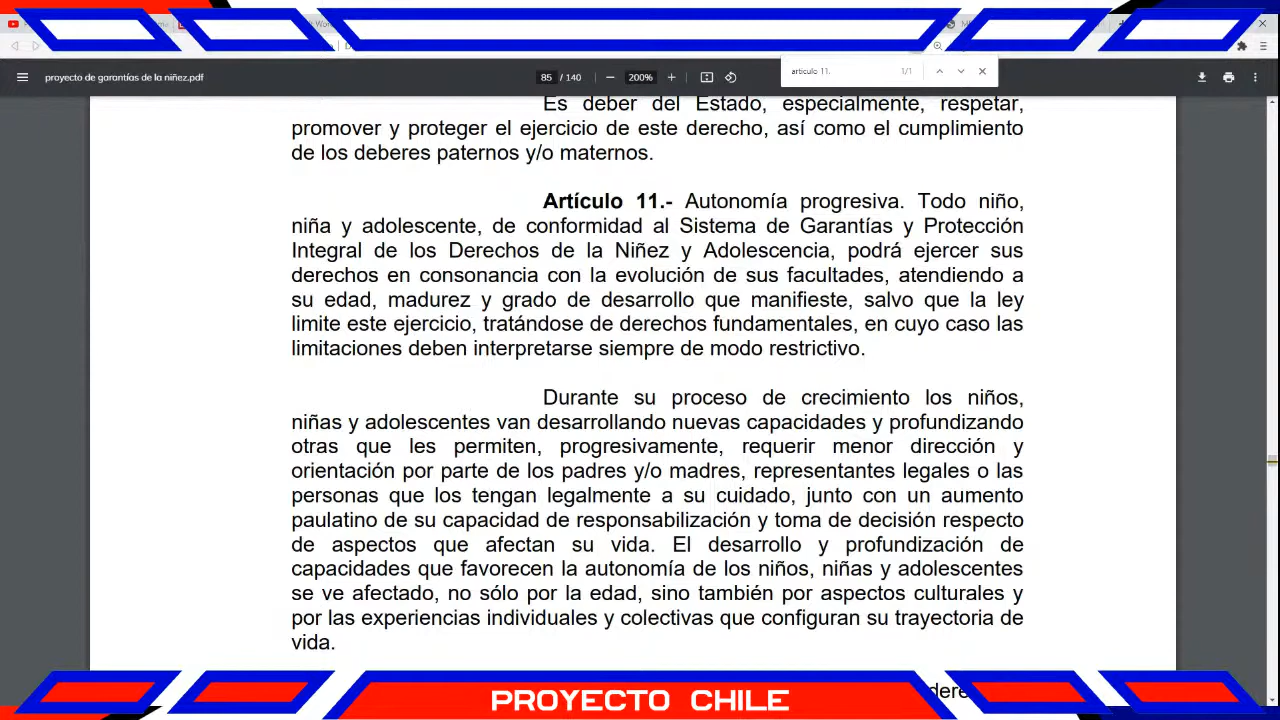 proyecto de garantías de la niñez.pdf
85 / 140
200%
articulo 11.
1/1
Es deber del Estado, especialmente, respetar,
promover y proteger el ejercicio de este derecho, así como el cumplimiento
de los deberes paternos y/o maternos.
Artículo 11.- Autonomía progresiva. Todo niño,
niña y adolescente, de conformidad al Sistema de Garantías y Protección
Integral de los Derechos de la Niñez y Adolescencia, podrá ejercer sus
derechos en consonancia con la evolución de sus facultades, atendiendo a
su edad, madurez y grado de desarrollo que manifieste, salvo que la ley
limite este ejercicio, tratándose de derechos fundamentales, en cuyo caso las
limitaciones deben interpretarse siempre de modo restrictivo.
Durante su proceso de crecimiento los niños,
niñas y adolescentes van desarrollando nuevas capacidades y profundizando
otras que les permiten, progresivamente, requerir menor dirección y
orientación por parte de los padres y/o madres, representantes legales o las
personas que los tengan legalmente a su cuidado, junto con un aumento
paulatino de su capacidad de responsabilización y toma de decisión respecto
de aspectos que afectan su vida. El desarrollo y profundización de
capacidades que favorecen la autonomía de los niños, niñas y adolescentes
se ve afectado, no sólo por la edad, sino también por aspectos culturales y
por las experiencias individuales y colectivas que configuran su trayectoria de
vida.
PROYECTO CHILE